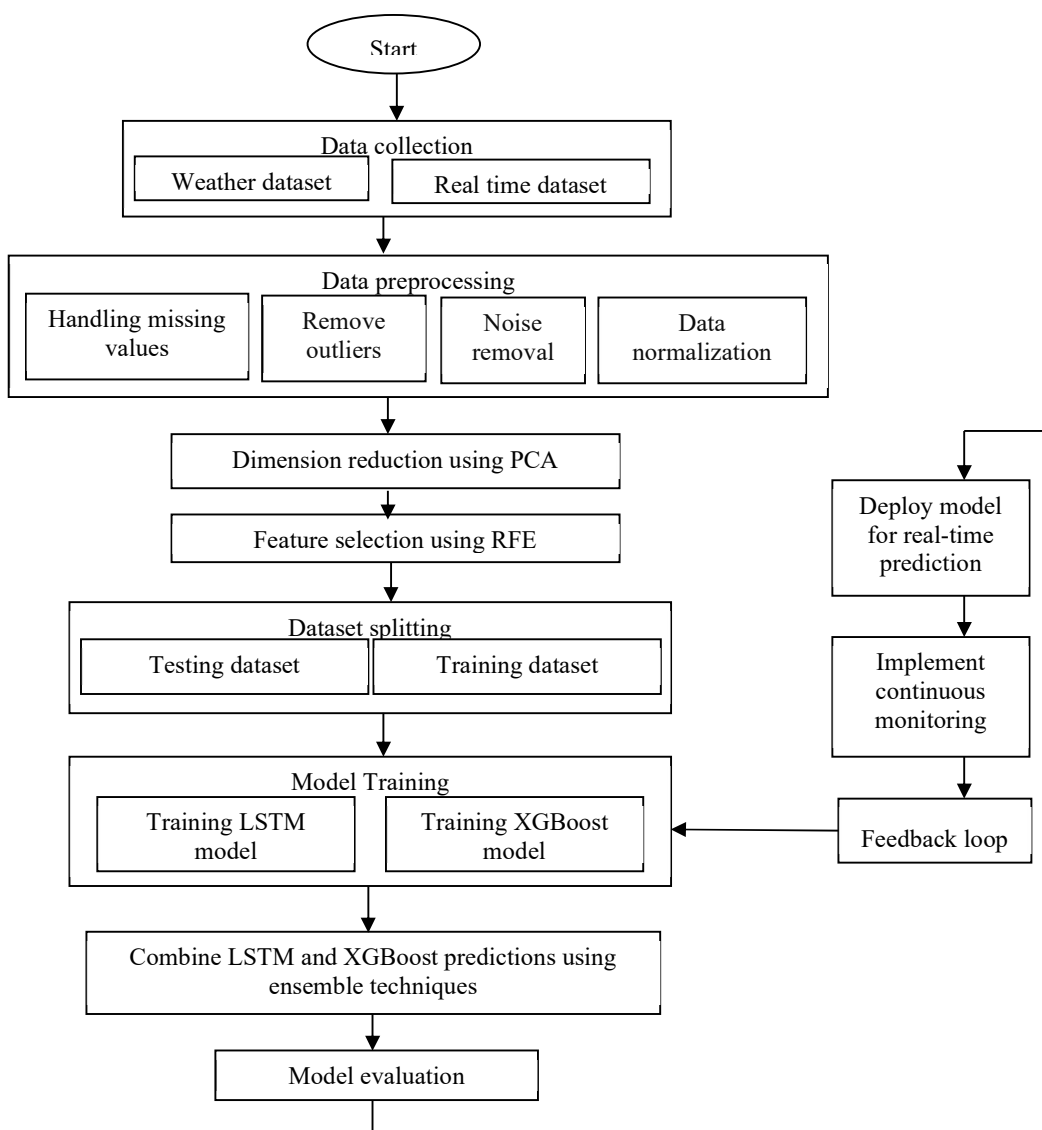 Start
Data collection
Weather dataset
Real time dataset
Data preprocessing
Handling missing
values
Remove
outliers
Noise
removal
Data
normalization
Dimension reduction using PCA
Feature selection using RFE
Dataset splitting
Testing dataset
Training dataset
Model Training
Training LSTM
model
Training XGBoost
model
Combine LSTM and XGBoost predictions using
ensemble techniques
Model evaluation
Deploy model
for real-time
prediction
Implement
continuous
monitoring
Feedback loop